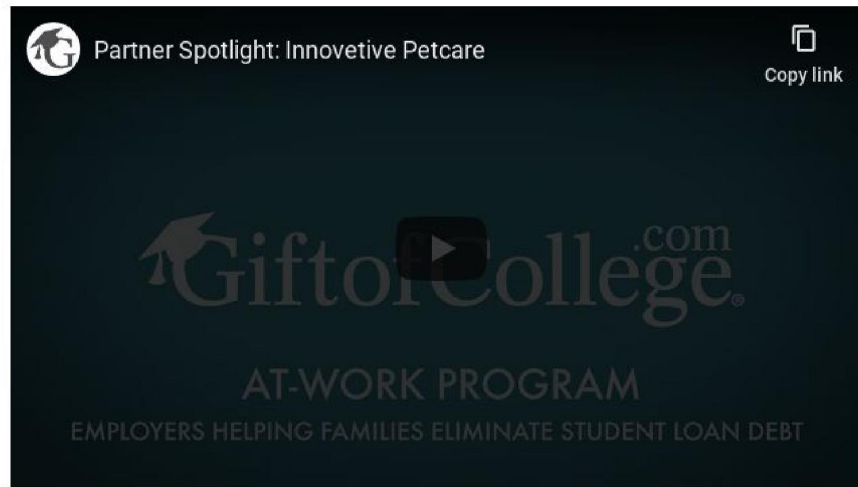 G
Partner Spotlight: Innovetive Petcare
Copy link
GiftofCollege.com®
AT-WORK PROGRAM
EMPLOYERS HELPING FAMILIES ELIMINATE STUDENT LOAN DEBT